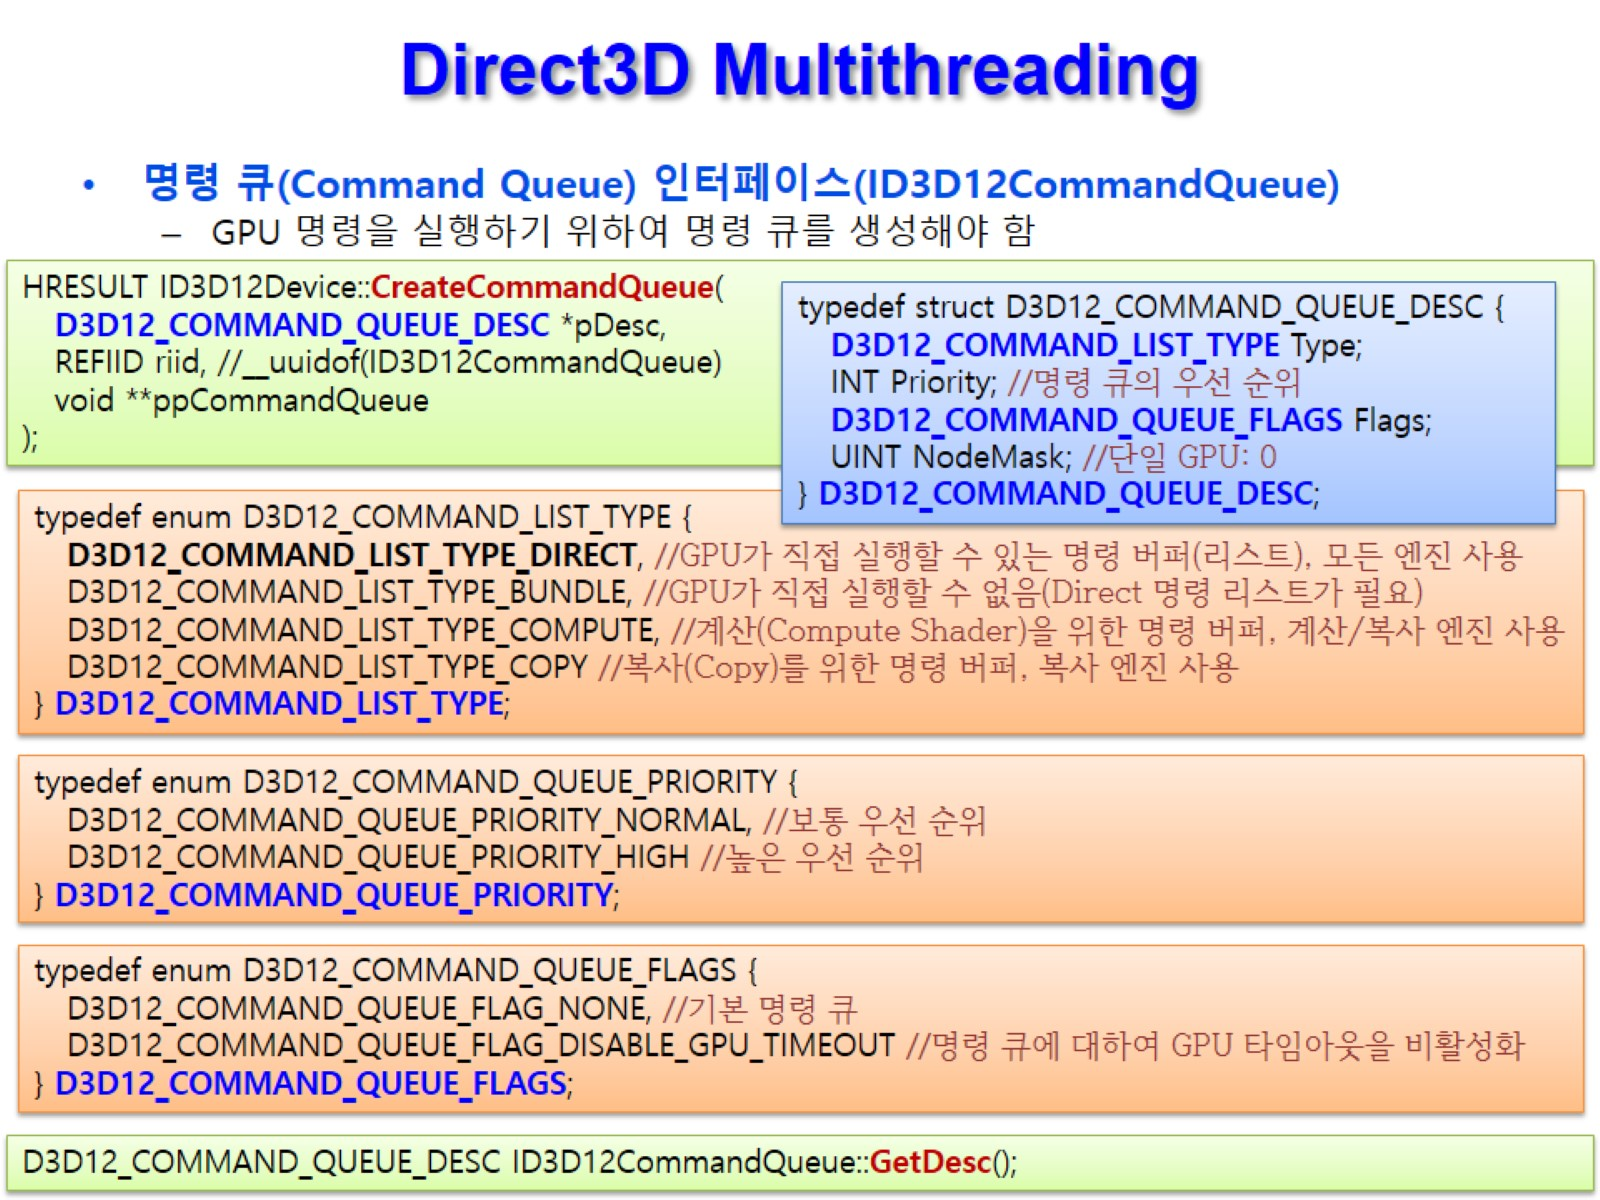 Direct3D Multithreading
• 명령 큐(Command Queue) 인터페이스(ID3D12CommandQueue)
– GPU 명령을 실행하기 위하여 명령 큐를 생성해야 함
HRESULT ID3D12Device::CreateCommandQueue(
D3D12_COMMAND_QUEUE_DESC *pDesc,
REFIID riid, //__uuidof(ID3D12CommandQueue)
void **ppCommandQueue
);
typedef struct D3D12_COMMAND_QUEUE_DESC {
D3D12_COMMAND_LIST_TYPE Type;
INT Priority; //명령 큐의 우선 순위
D3D12_COMMAND_QUEUE_FLAGS Flags;
UINT NodeMask; //단일 GPU: 0
} D3D12_COMMAND_QUEUE_DESC;
typedef enum D3D12_COMMAND_LIST_TYPE {
D3D12_COMMAND_LIST_TYPE_DIRECT, //GPU가 직접 실행할 수 있는 명령 버퍼(리스트), 모든 엔진 사용
D3D12_COMMAND_LIST_TYPE_BUNDLE, //GPU가 직접 실행할 수 없음(Direct 명령 리스트가 필요)
D3D12_COMMAND_LIST_TYPE_COMPUTE, //계산(Compute Shader)을 위한 명령 버퍼, 계산/복사 엔진 사용
D3D12_COMMAND_LIST_TYPE_COPY //복사(Copy)를 위한 명령 버퍼, 복사 엔진 사용
} D3D12_COMMAND_LIST_TYPE;
typedef enum D3D12_COMMAND_QUEUE_PRIORITY {
D3D12_COMMAND_QUEUE_PRIORITY_NORMAL, //보통 우선 순위
D3D12_COMMAND_QUEUE_PRIORITY_HIGH //높은 우선 순위
} D3D12_COMMAND_QUEUE_PRIORITY;
typedef enum D3D12_COMMAND_QUEUE_FLAGS {
D3D12_COMMAND_QUEUE_FLAG_NONE, //기본 명령 큐
D3D12_COMMAND_QUEUE_FLAG_DISABLE_GPU_TIMEOUT //명령 큐에 대하여 GPU 타임아웃을 비활성화
} D3D12_COMMAND_QUEUE_FLAGS;
D3D12_COMMAND_QUEUE_DESC ID3D12CommandQueue::GetDesc();